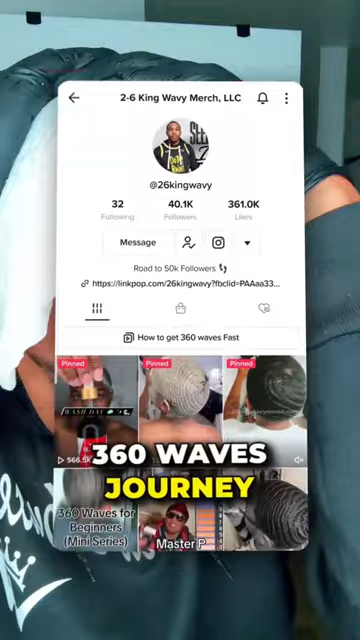 2-6 King Wavy Merch, LLC
@26kingwavy
32
Following
40.1K
Followers
361.0K
Likes
Message
Road to 50k Followers
https://linkpop.com/26kingwavy?fbclid=PAAaa33...
How to get 360 waves Fast
Pinned
Pinned
Pinned
WASH DAY
360 WAVES
JOURNEY
360 Waves for
Beginners
(Mini Series)
Master P